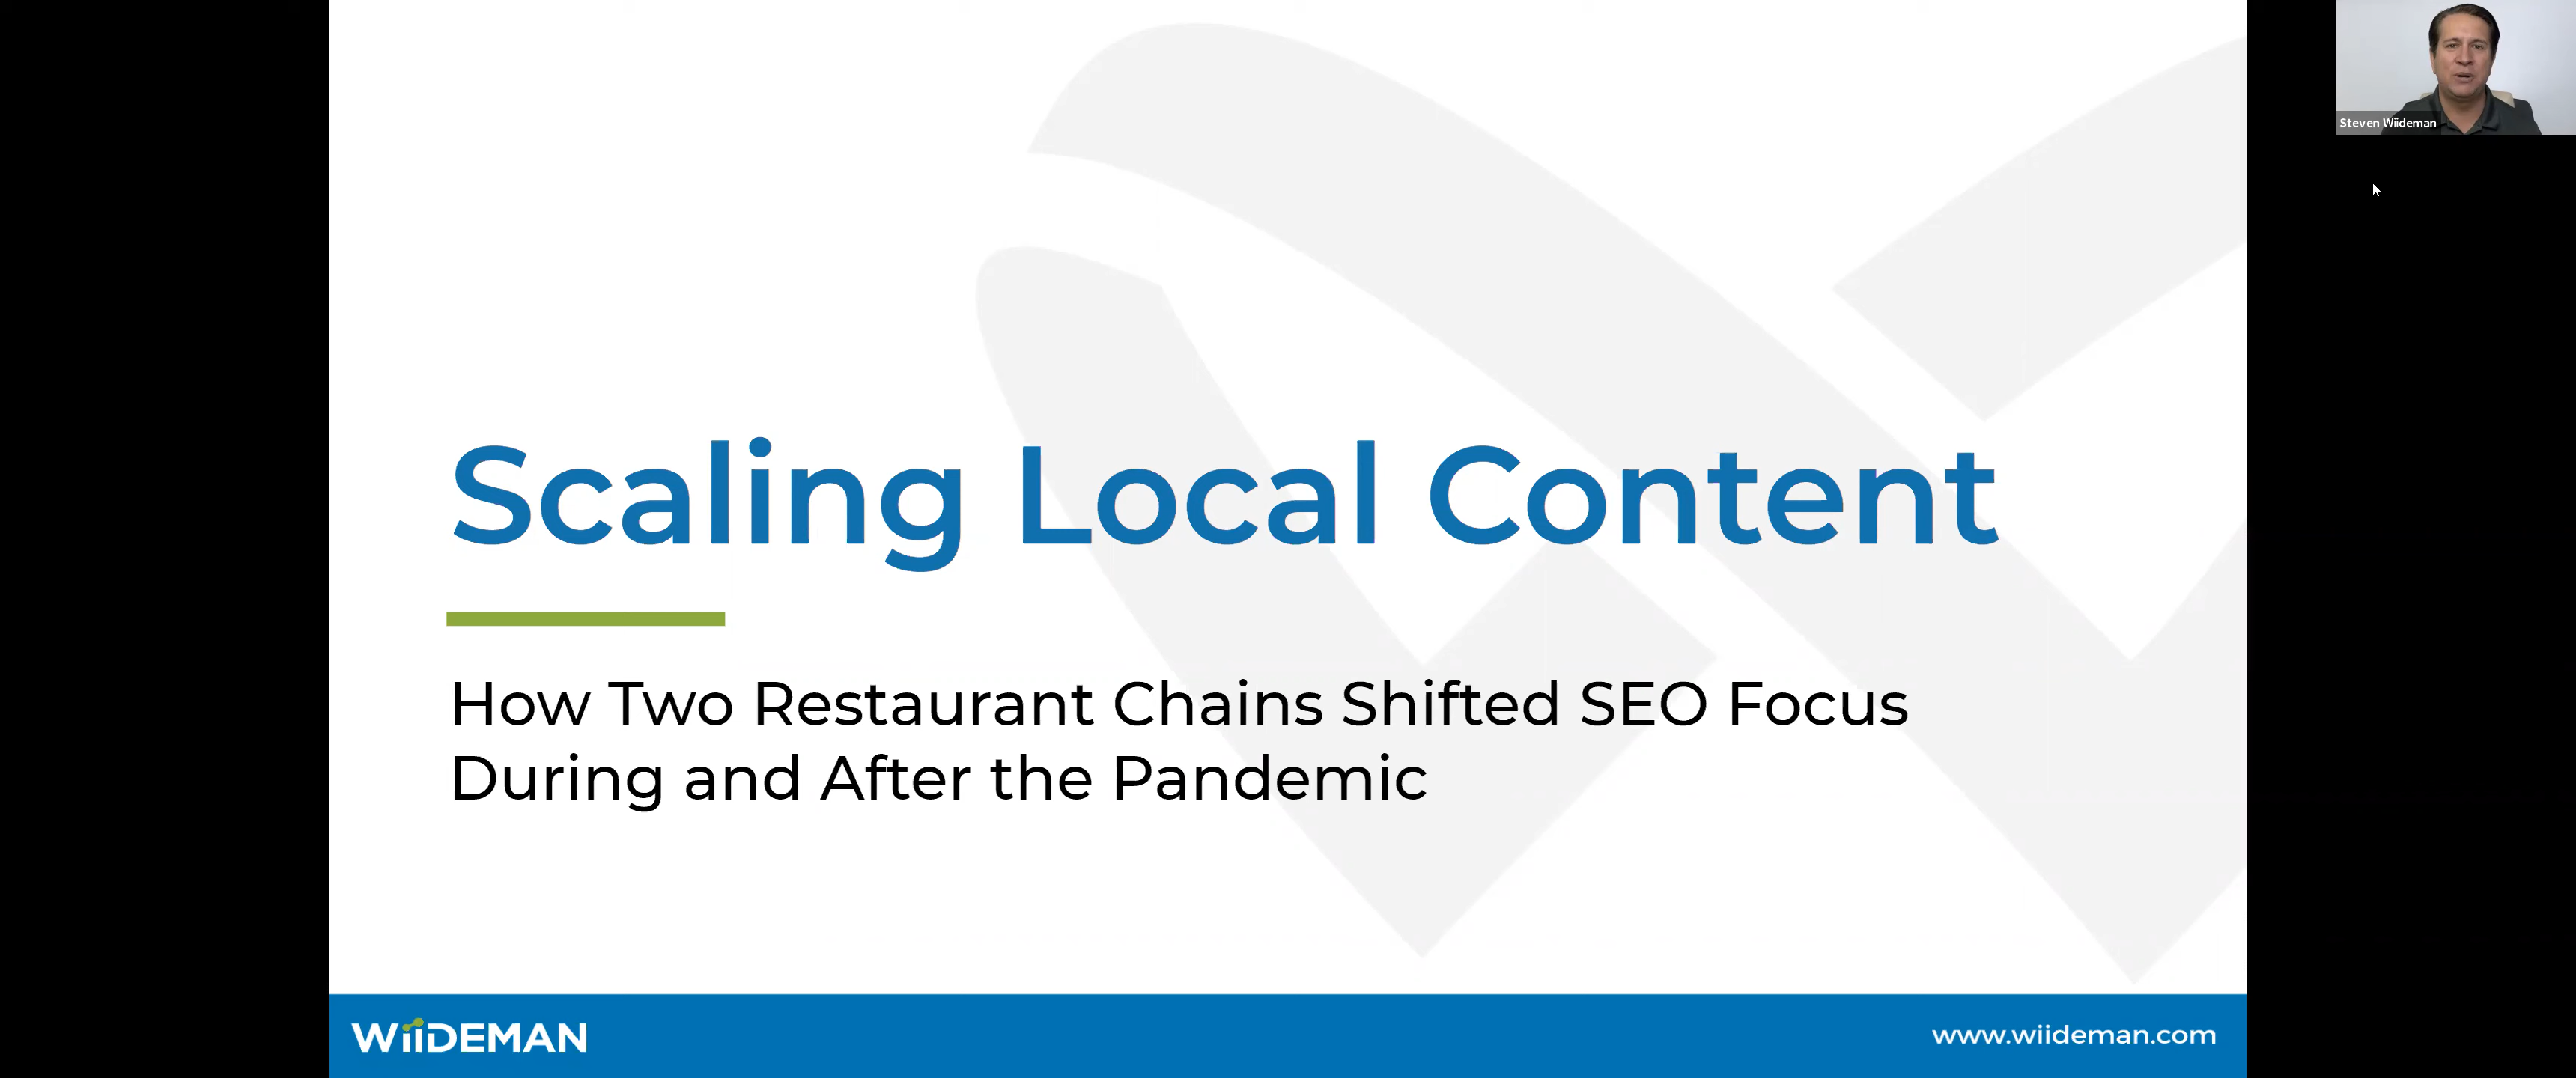 Steven Wiideman
Scaling Local Content
How Two Restaurant Chains Shifted SEO Focus
During and After the Pandemic
WiiDEMAN
www.wiideman.com